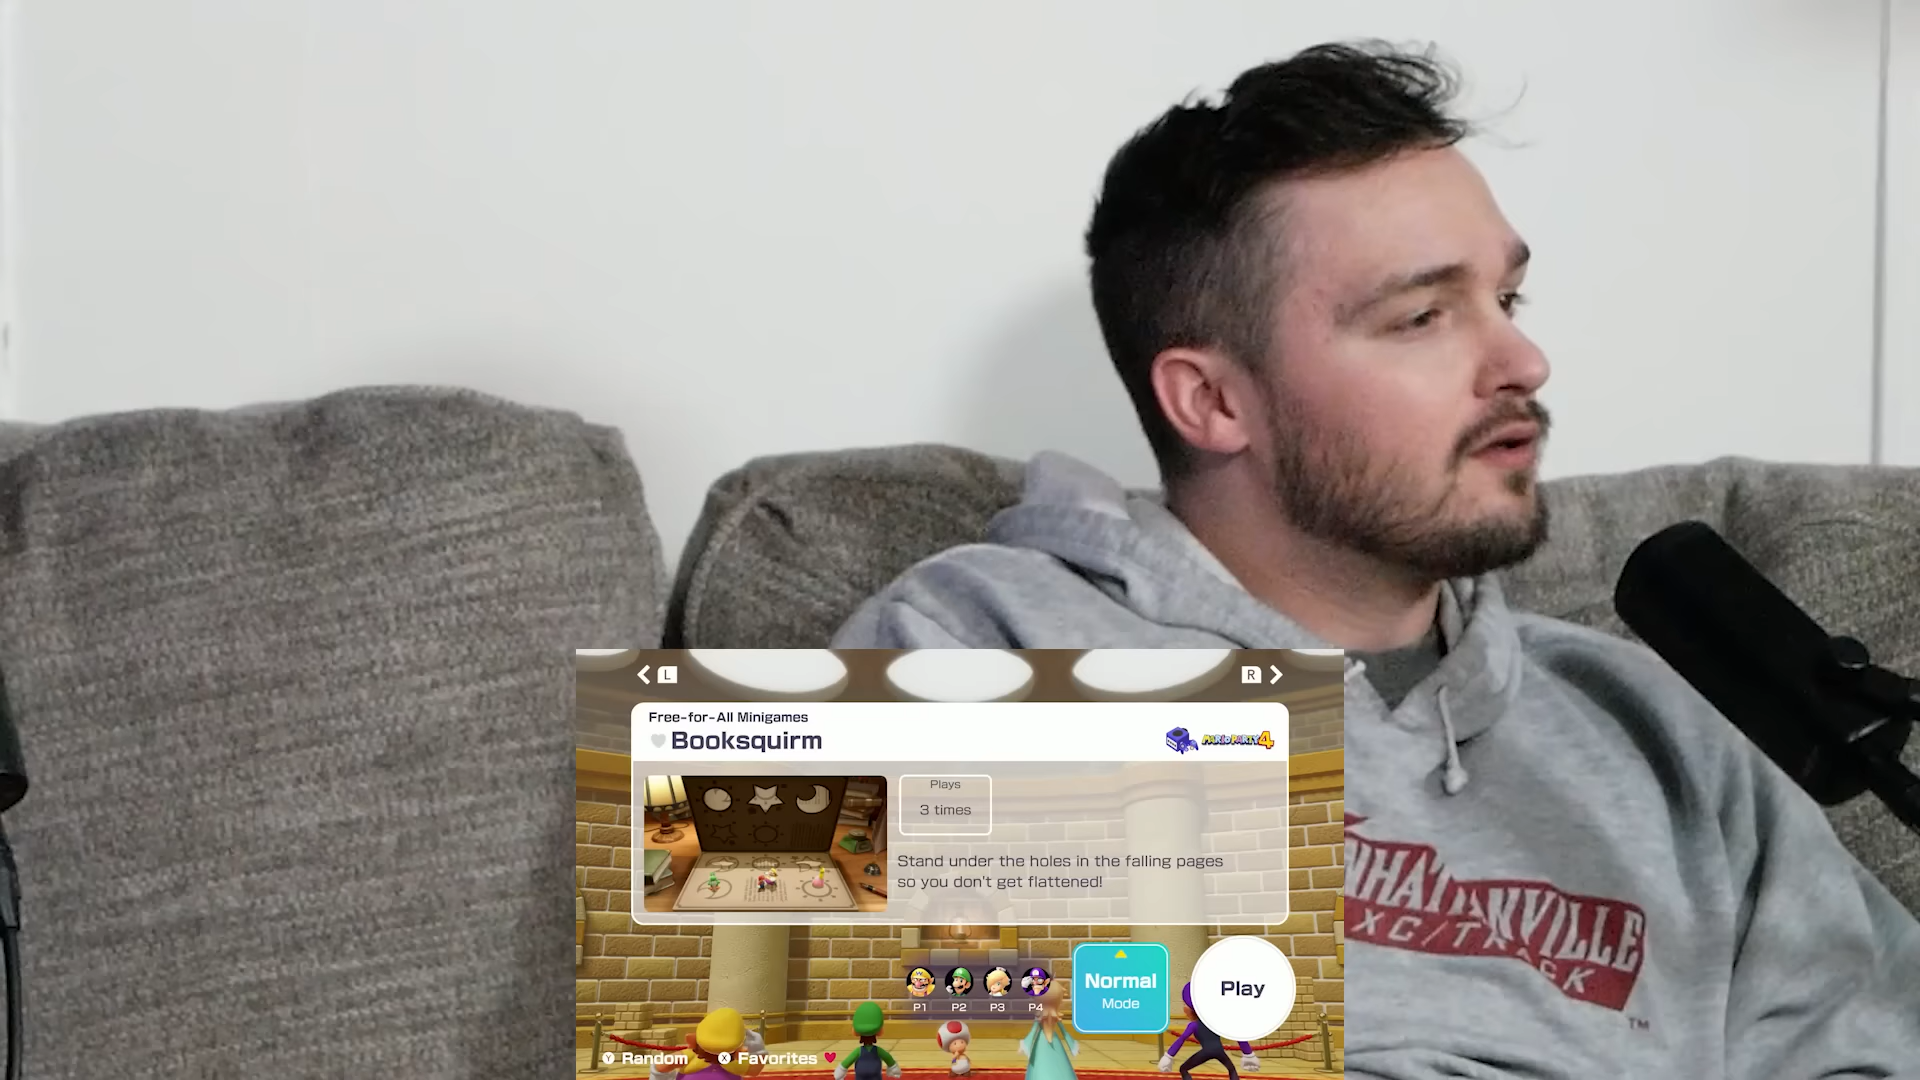 L
R
Free-for-All Minigames
Booksquirm
MARIO PARTY 4
Plays
3 times
Stand under the holes in the falling pages
so you don't get flattened!
P1
P2
P3
P4
Normal
Mode
Play
Y Random
X Favorites
XC/TRACK
TM